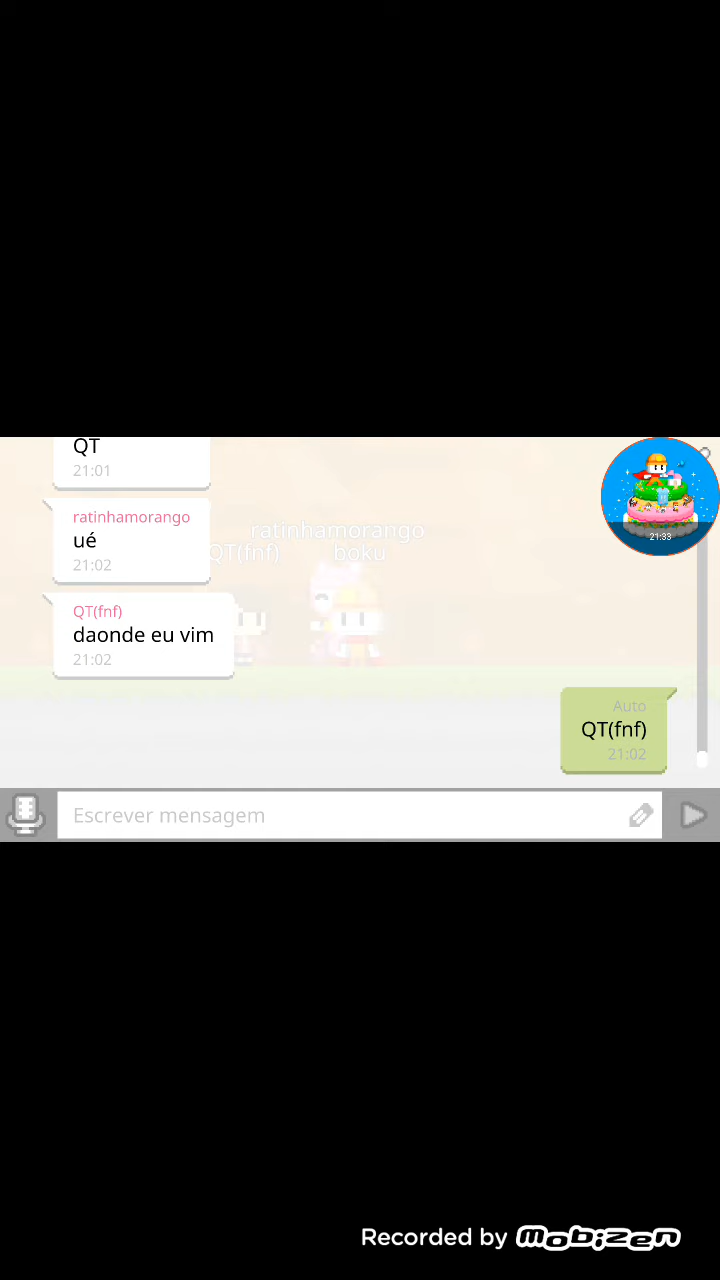 QT
21:01
ratinhamorango
ué
21:02
ratinhamorango
QT(fnf)
boku
QT(fnf)
daonde eu vim
21:02
Auto
QT(fnf)
21:02
21:33
Escrever mensagem
Recorded by mobizen